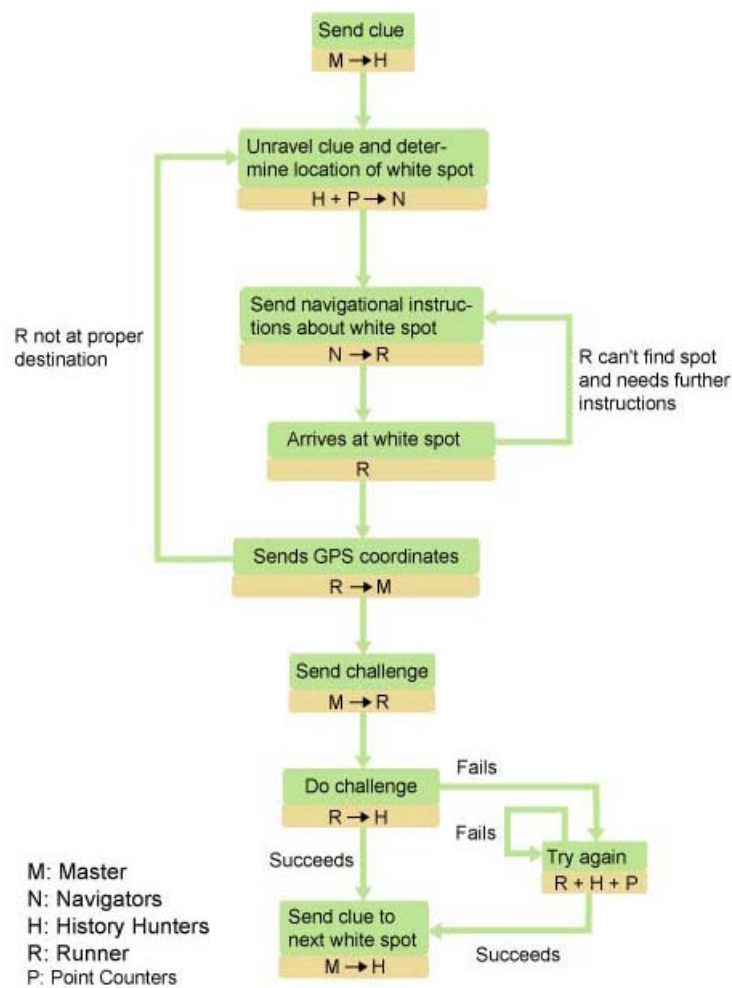 Send clue
M → H
Unravel clue and deter-
mine location of white spot
H + P → N
Send navigational instruc-
tions about white spot
N → R
R not at proper
destination
R can't find spot
and needs further
instructions
Arrives at white spot
R
Sends GPS coordinates
R → M
Send challenge
M → R
Do challenge
R → H
Fails
Fails
Try again
R + H + P
Succeeds
Send clue to
next white spot
M → H
Succeeds
M: Master
N: Navigators
H: History Hunters
R: Runner
P: Point Counters